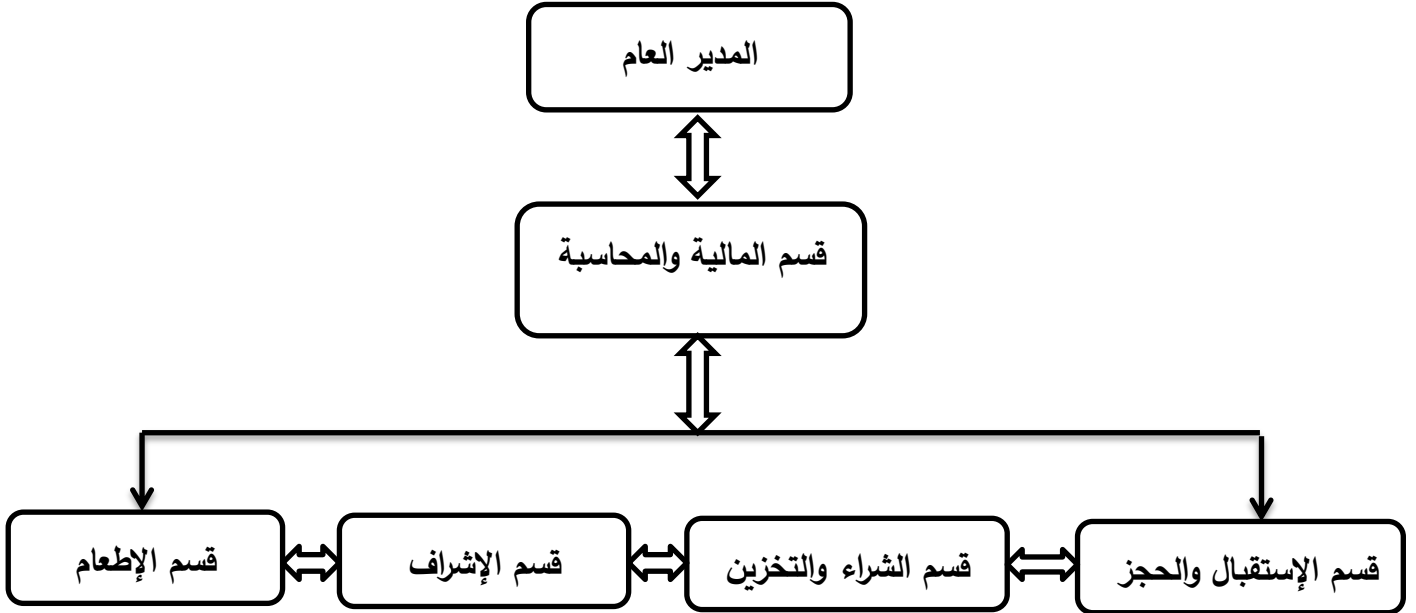 المدير العام
قسم المالية والمحاسبة
قسم الإستقبال والحجز
قسم الشراء والتخزين
قسم الإشراف
قسم الإطعام